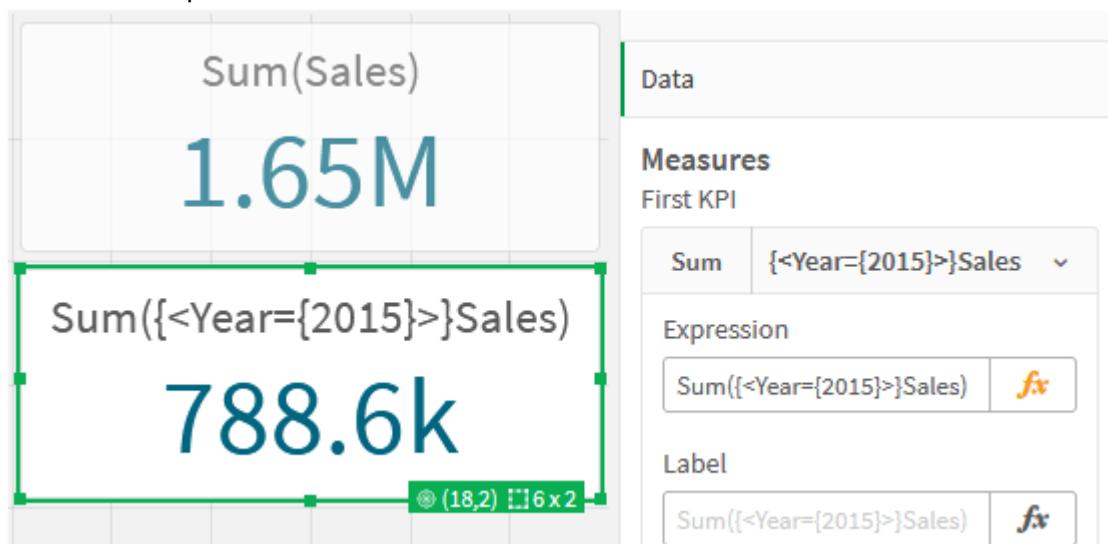 Sum(Sales)
1.65M
Sum({<Year={2015}>}Sales)
788.6k
(18,2) 6 x 2
Data
Measures
First KPI
Sum {<Year={2015}>}Sales
Expression
Sum({<Year={2015}>}Sales) fx
Label
Sum({<Year={2015}>}Sales) fx